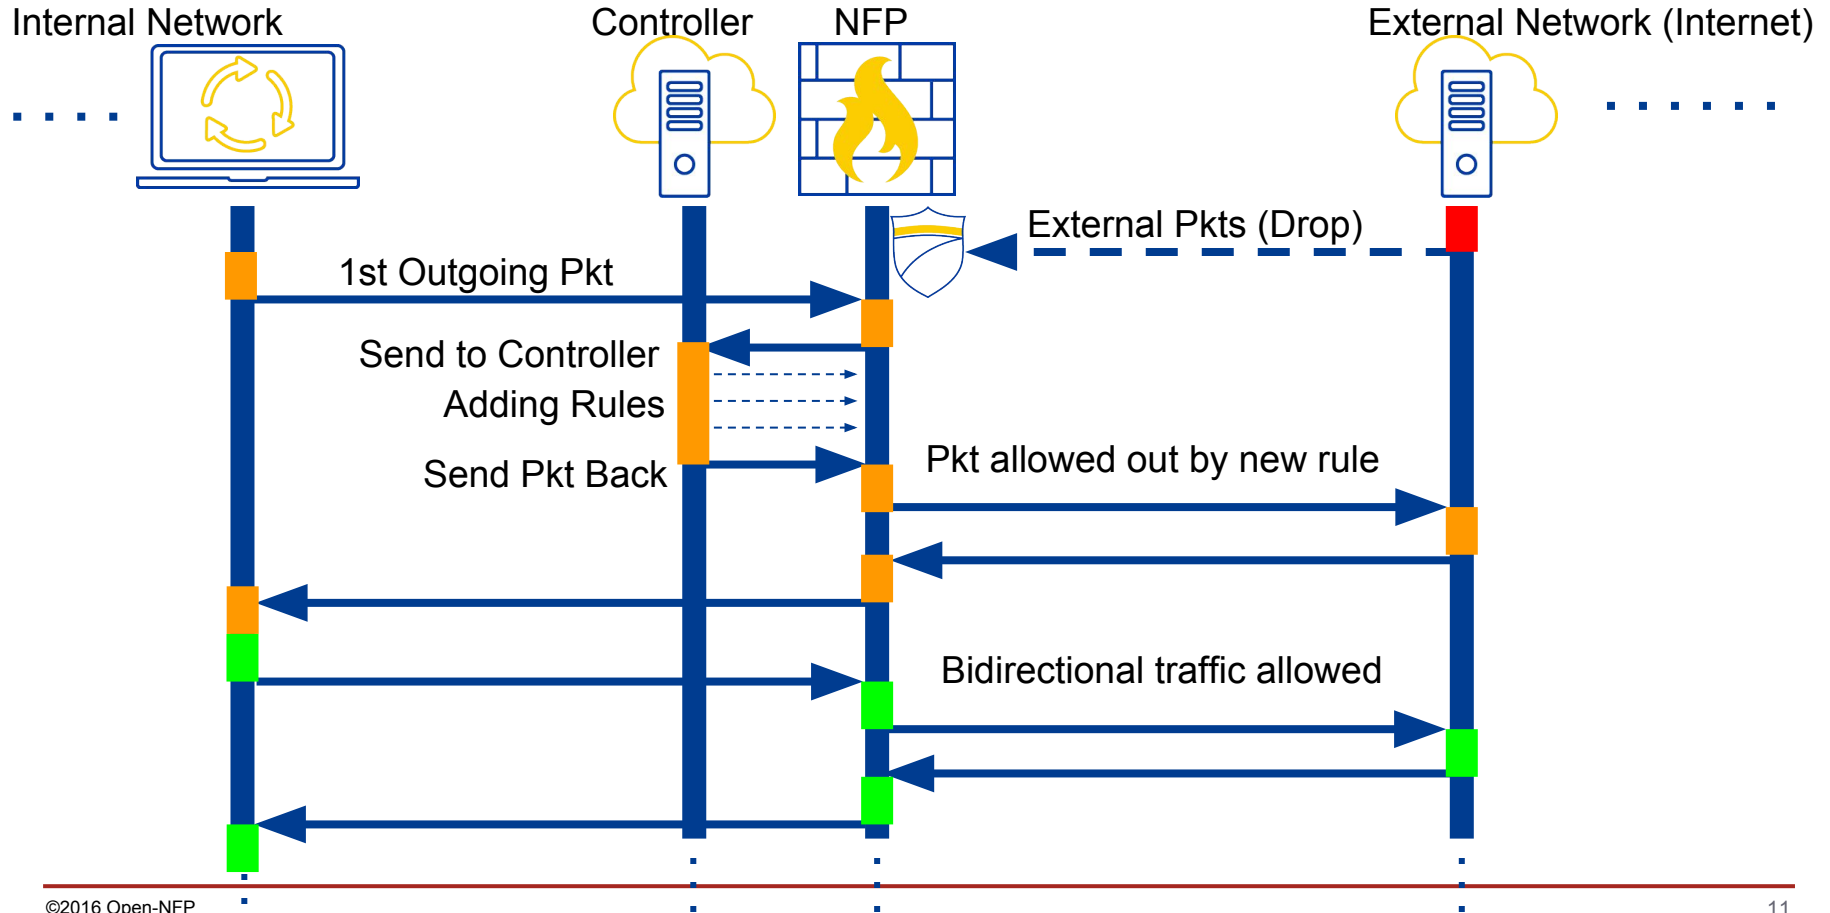 Internal Network
Controller
NFP
External Network (Internet)
External Pkts (Drop)
1st Outgoing Pkt
Send to Controller
Adding Rules
Send Pkt Back
Pkt allowed out by new rule
Bidirectional traffic allowed
©2016 Open-NFP
11